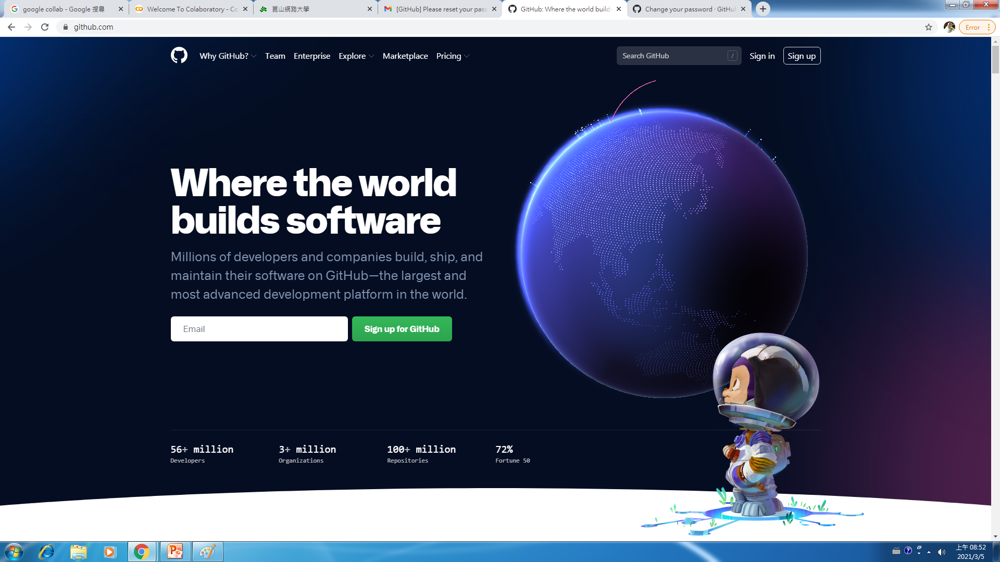 google collab - Google 搜尋
Welcome To Colaboratory - Co
崑山網路大學
[GitHub] Please reset your pass
GitHub: Where the world build
Change your password · GitHub
github.com
Error
Why GitHub? Team Enterprise Explore Marketplace Pricing
Search GitHub /
Sign in
Sign up
Where the world
builds software
Millions of developers and companies build, ship, and
maintain their software on GitHub—the largest and
most advanced development platform in the world.
Email
Sign up for GitHub
56+ million
Developers
3+ million
Organizations
100+ million
Repositories
72%
Fortune 50
上午 08:52
2021/3/5